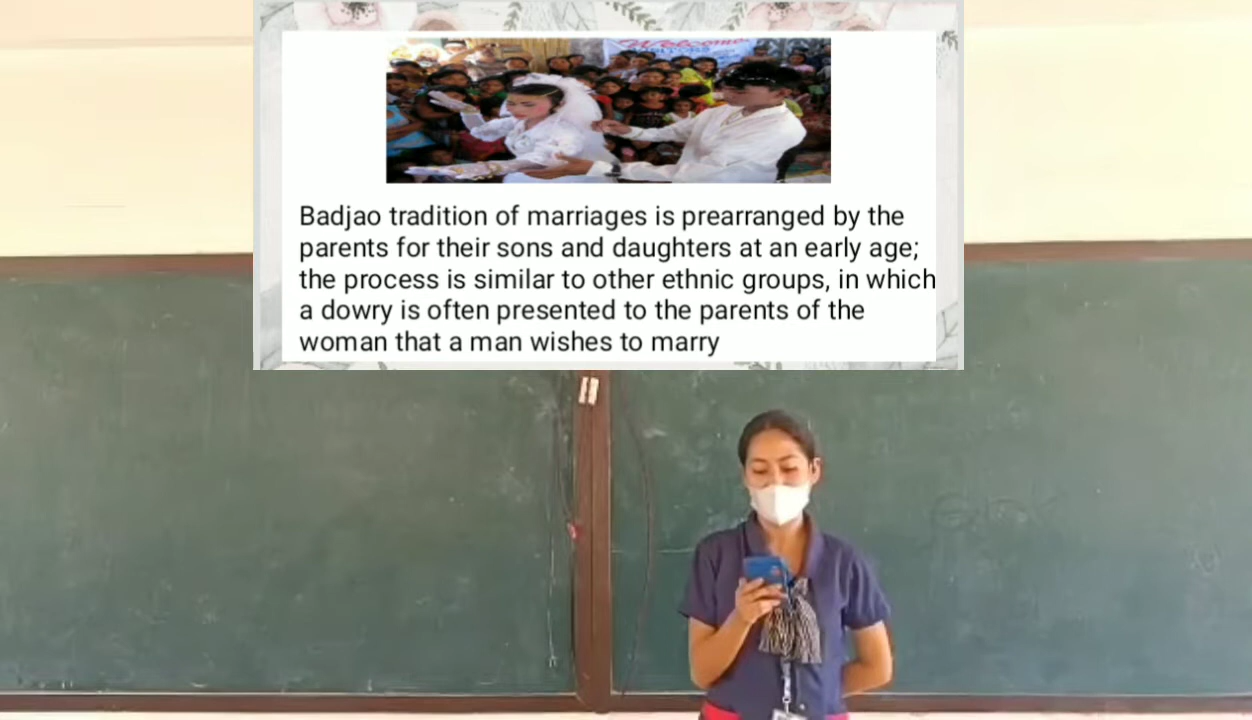 Welcome
Badjao tradition of marriages is prearranged by the
parents for their sons and daughters at an early age;
the process is similar to other ethnic groups, in which
a dowry is often presented to the parents of the
woman that a man wishes to marry